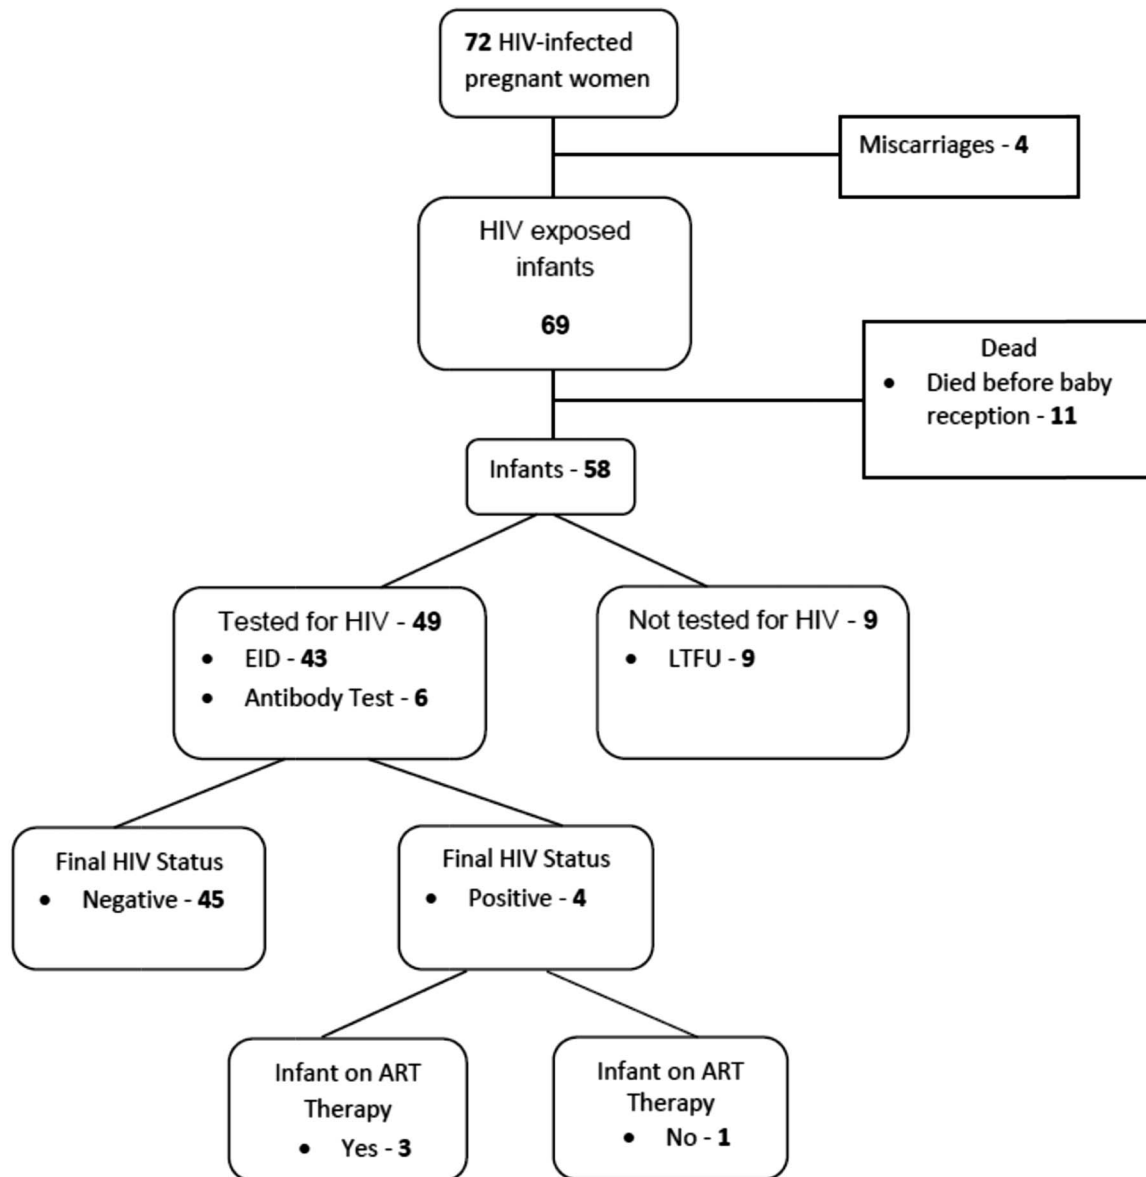 72 HIV-infected
pregnant women
Miscarriages - 4
HIV exposed
infants
69
Dead
• Died before baby
reception - 11
Infants - 58
Tested for HIV - 49
• EID - 43
• Antibody Test - 6
Not tested for HIV - 9
• LTFU - 9
Final HIV Status
• Negative - 45
Final HIV Status
• Positive - 4
Infant on ART
Therapy
• Yes - 3
Infant on ART
Therapy
• No - 1